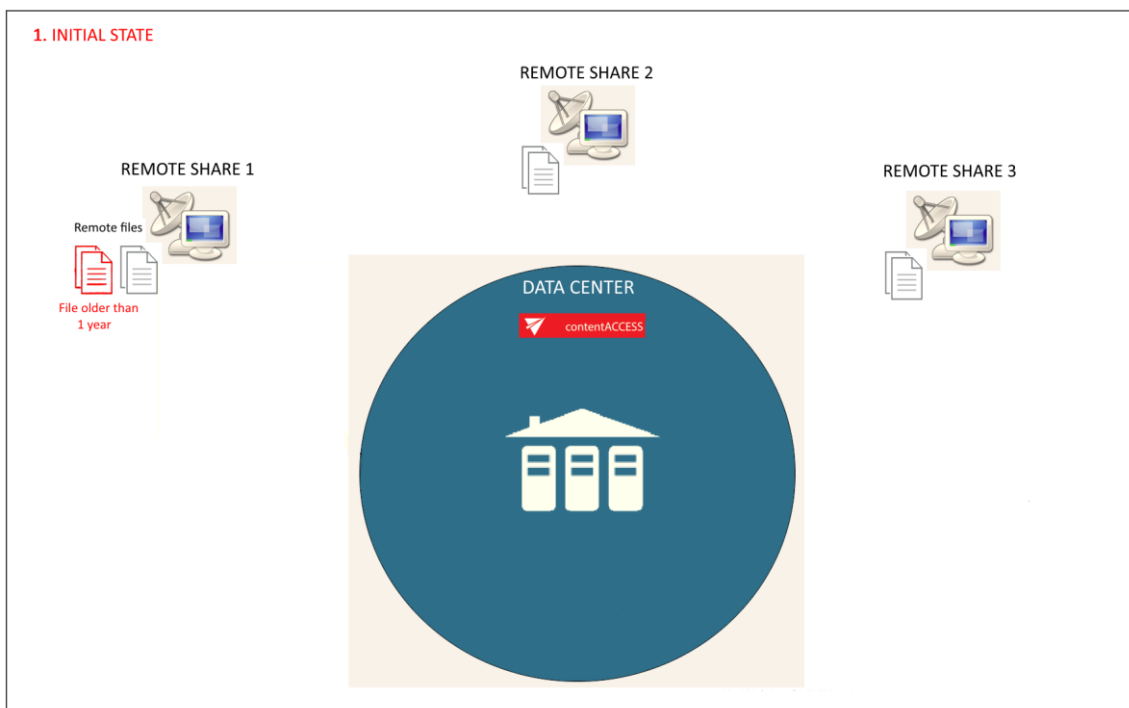 1. INITIAL STATE
REMOTE SHARE 2
REMOTE SHARE 1
REMOTE SHARE 3
Remote files
File older than
1 year
DATA CENTER
contentACCESS